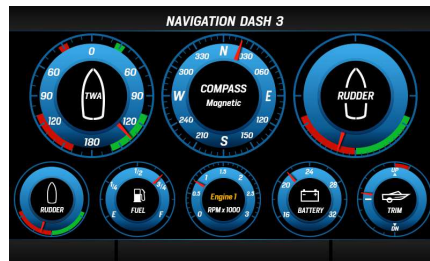 NAVIGATION DASH 3
0
60 60
90 TWA 90
120 120
180
N
330 030
300 060
W COMPASS E
Magnetic
240 120
210 150
S
RUDDER
RUDDER
1/2
1/4 3/4
FUEL
E F
1.5
1 2
0.5 2.5
Engine 1
RPM x 1000
0 3
24
20 28
BATTERY
16 32
UP
TRIM
DN